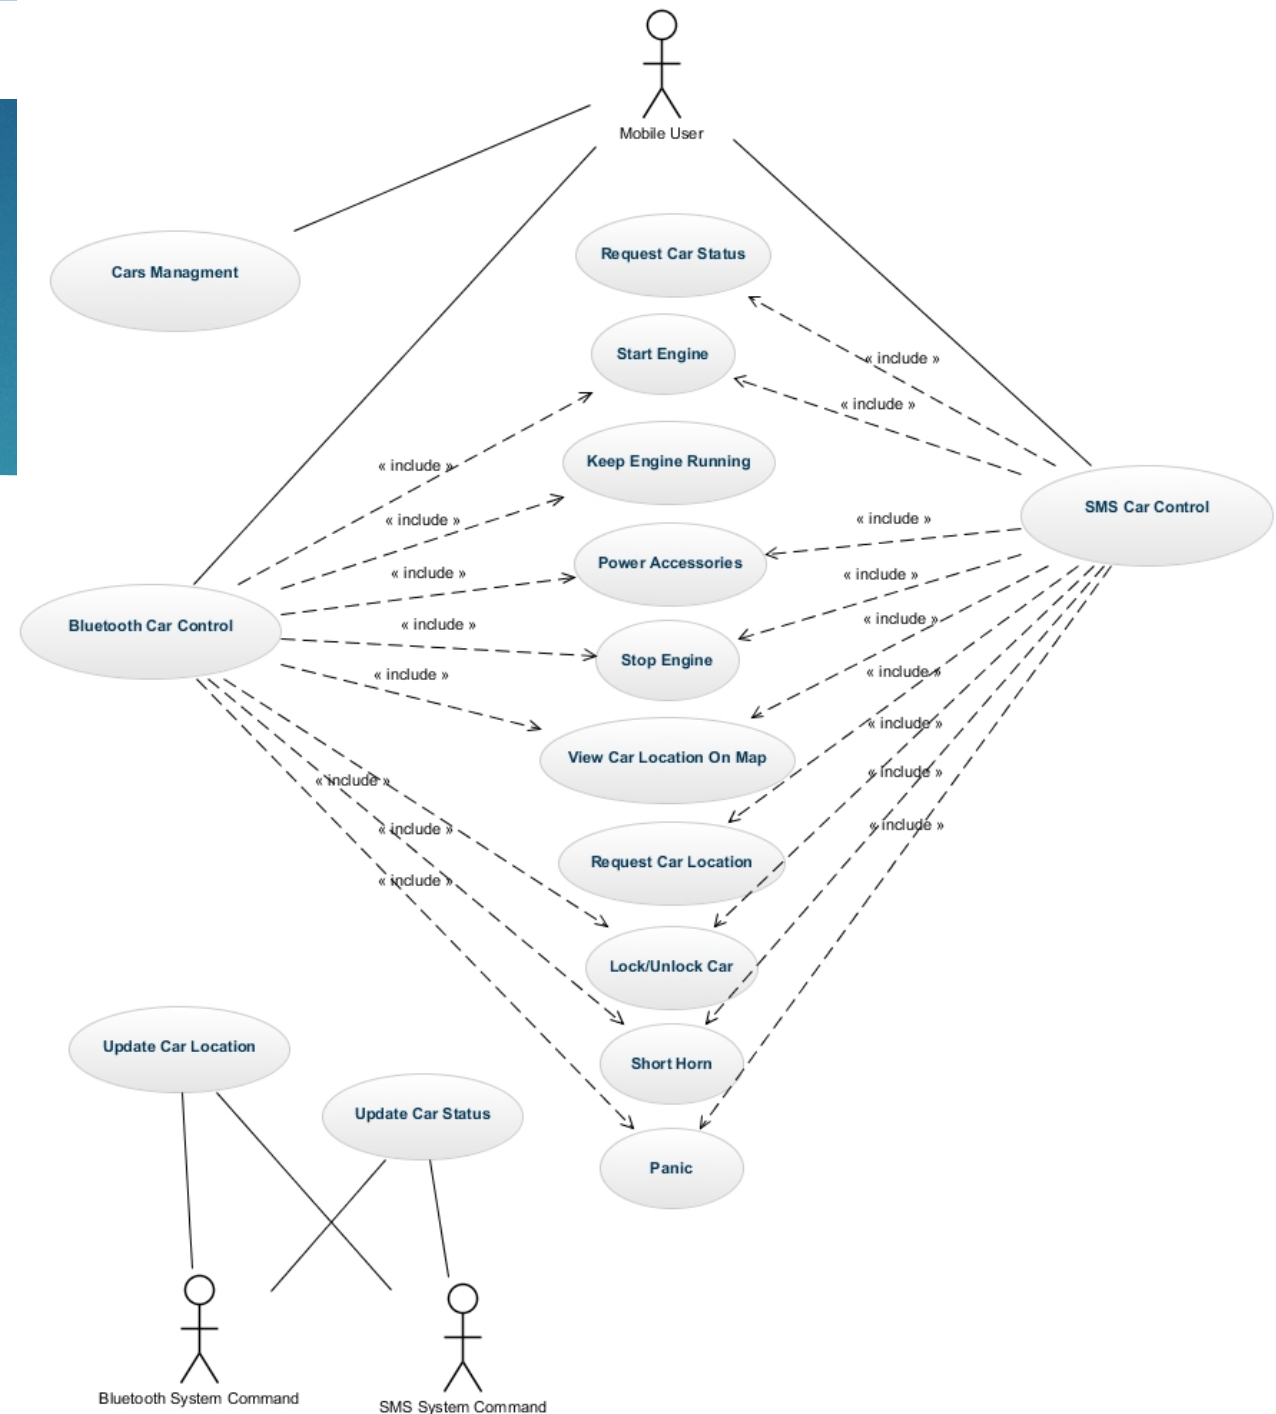 Mobile User
Request Car Status
Cars Managment
Start Engine
« include »
« include »
Keep Engine Running
« include »
SMS Car Control
« include »
« include »
Power Accessories
« include »
« include »
Bluetooth Car Control
« include »
« include »
Stop Engine
« include »
« include »
« include »
View Car Location On Map
« include »
« include »
« include »
« include »
Request Car Location
« include »
Lock/Unlock Car
Update Car Location
Short Horn
Update Car Status
Panic
Bluetooth System Command
SMS System Command